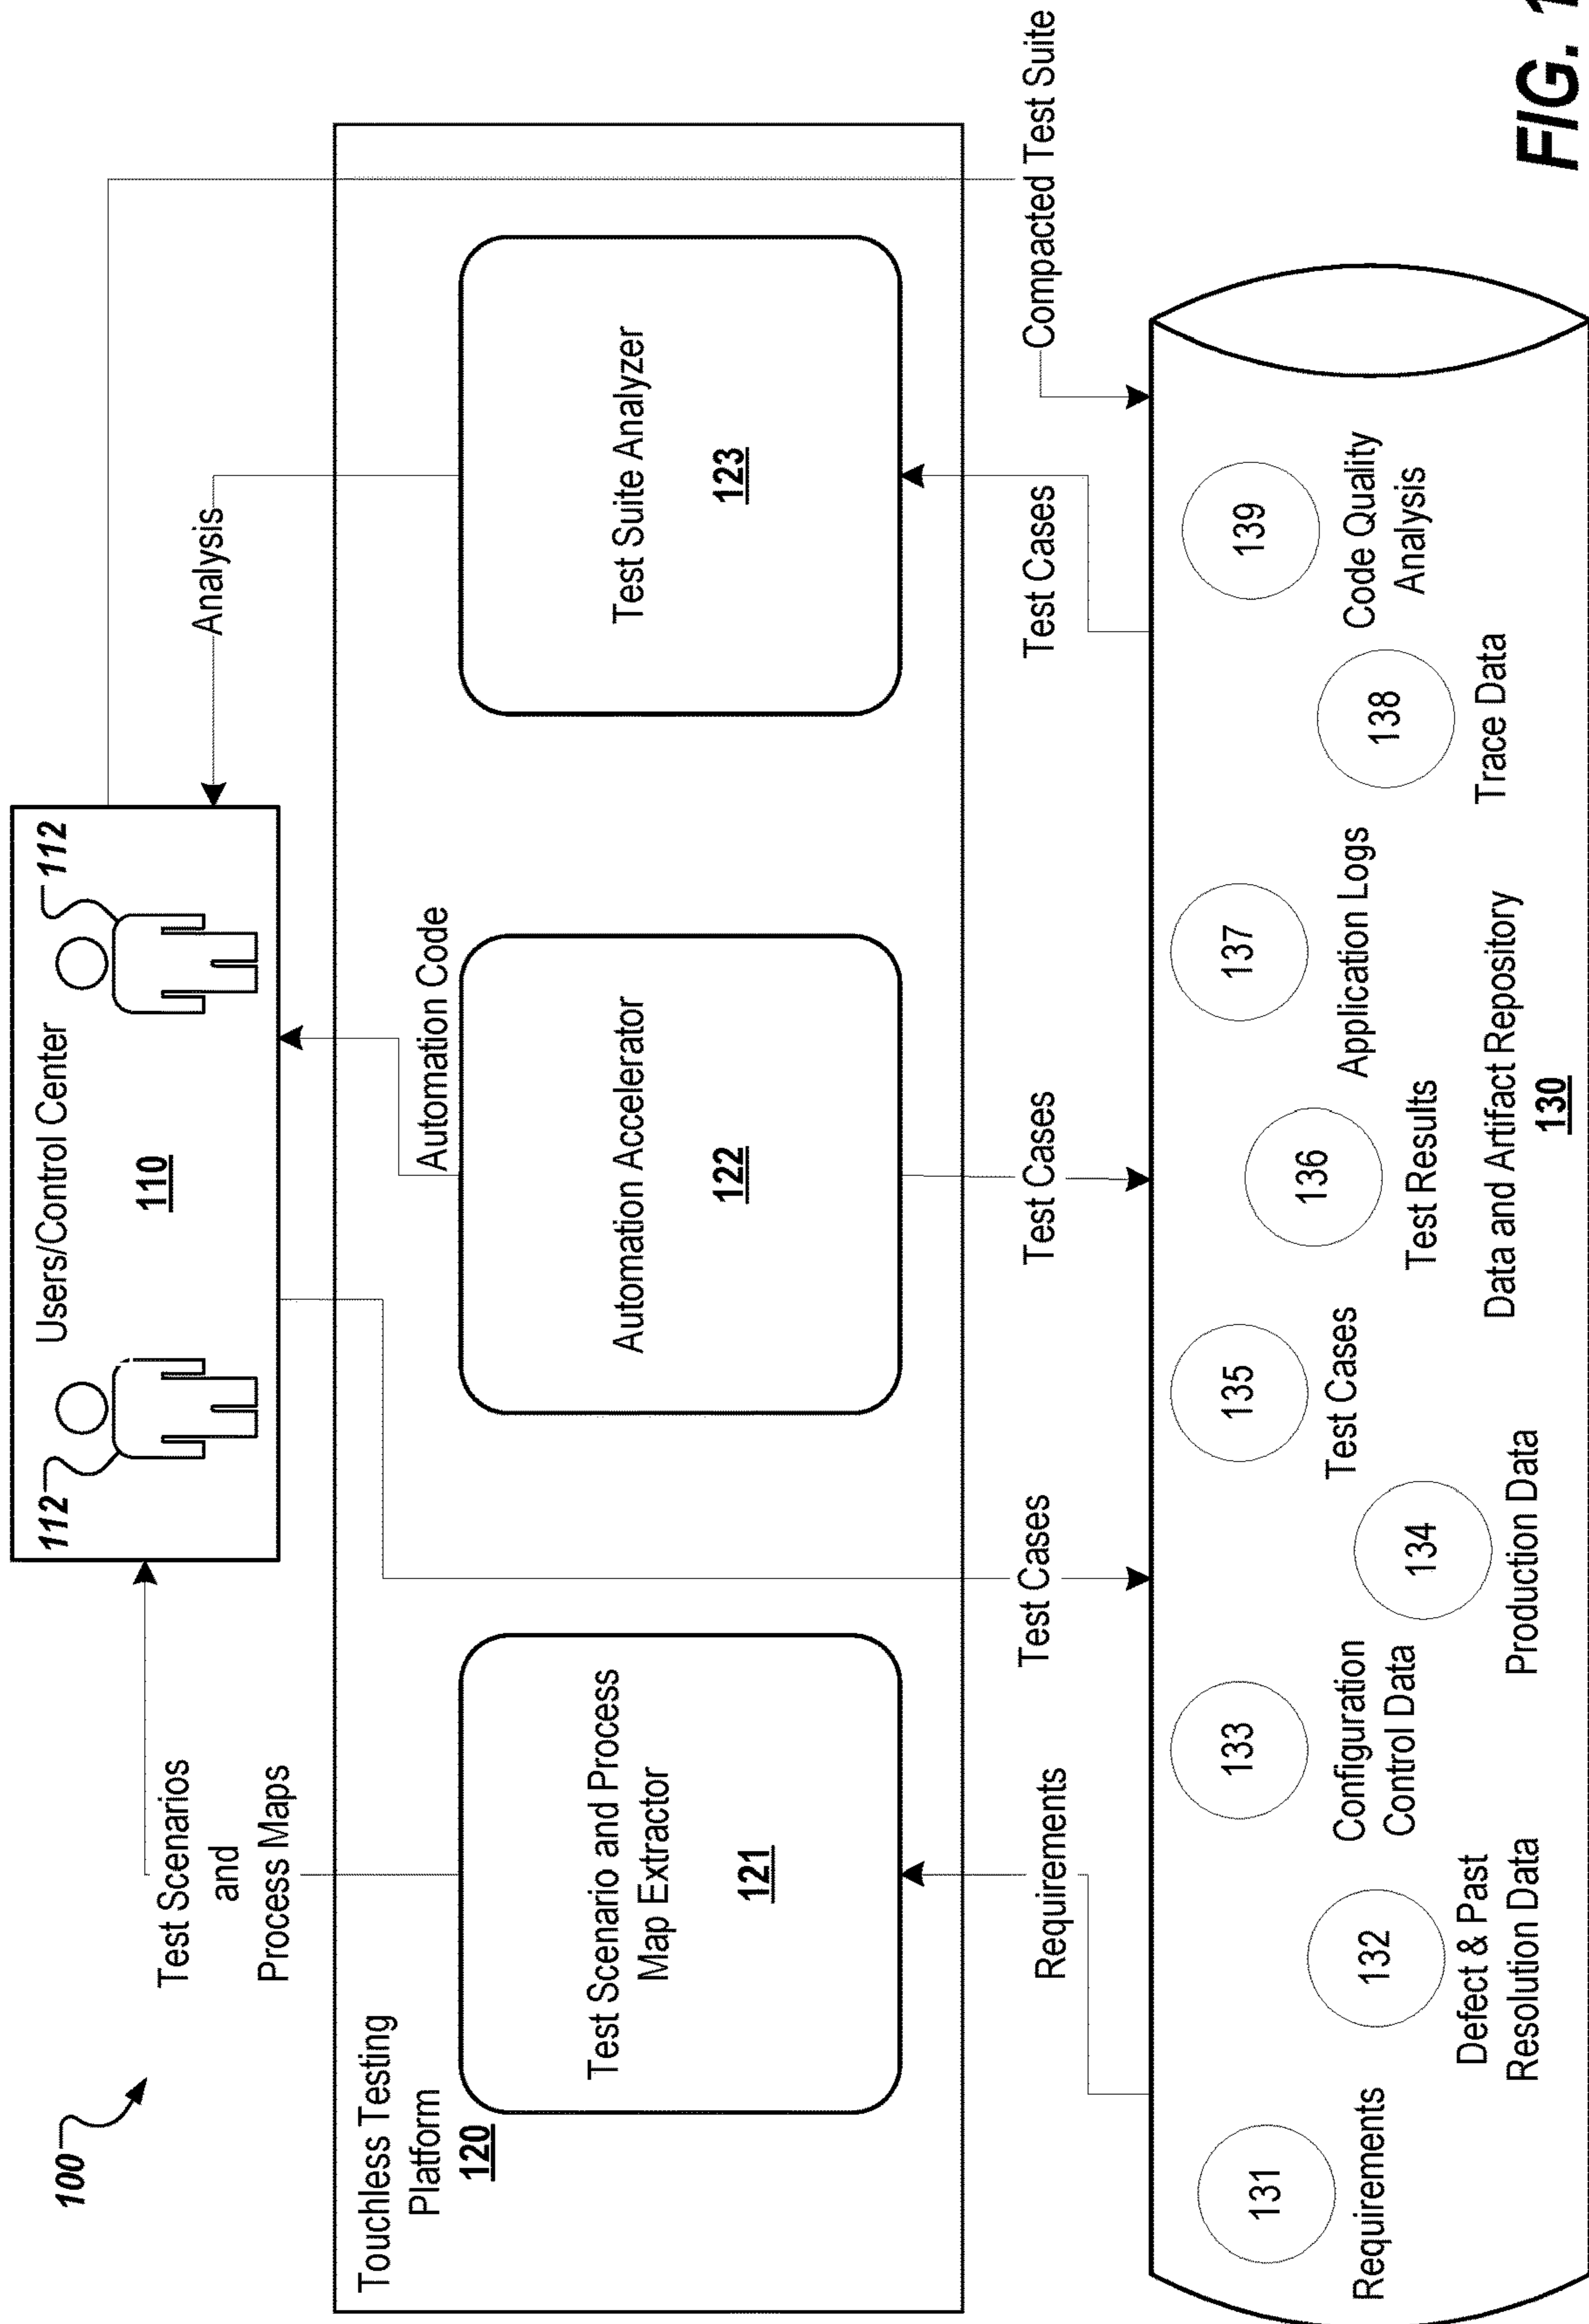 100
Test Scenarios
and
Process Maps
Users/Control Center
110
112
112
Analysis
Touchless Testing
Platform
120
Automation Code
Test Scenario and Process
Map Extractor
121
Automation Accelerator
122
Test Suite Analyzer
123
Requirements
Test Cases
Test Cases
Test Cases
Compacted Test Suite
131
Requirements
132
Defect & Past
Resolution Data
133
Configuration
Control Data
134
Production Data
135
Test Cases
136
Test Results
137
Application Logs
138
Trace Data
139
Code Quality
Analysis
Data and Artifact Repository
130
FIG. 1